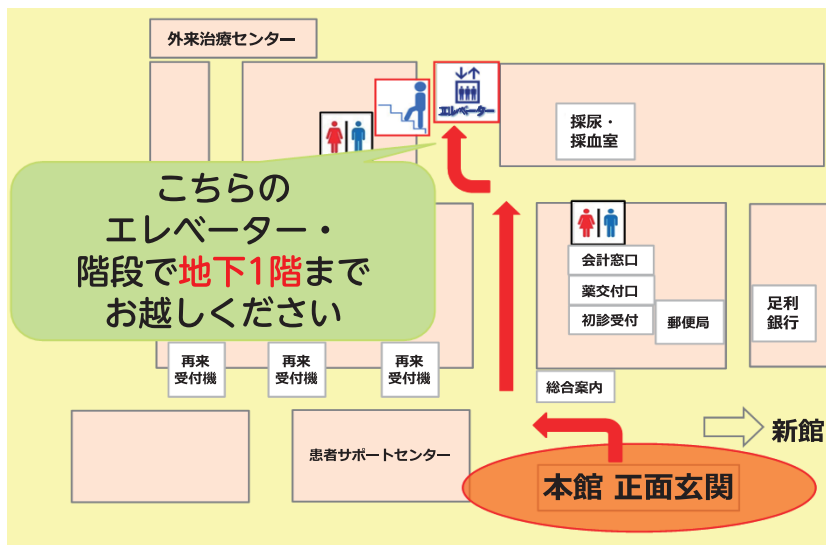 外来治療センター
エレベーター
採尿・
採血室
こちらの
エレベーター・
階段で地下1階まで
お越しください
会計窓口
薬交付口
初診受付
郵便局
足利
銀行
再来
受付機
再来
受付機
再来
受付機
総合案内
新館
患者サポートセンター
本館 正面玄関